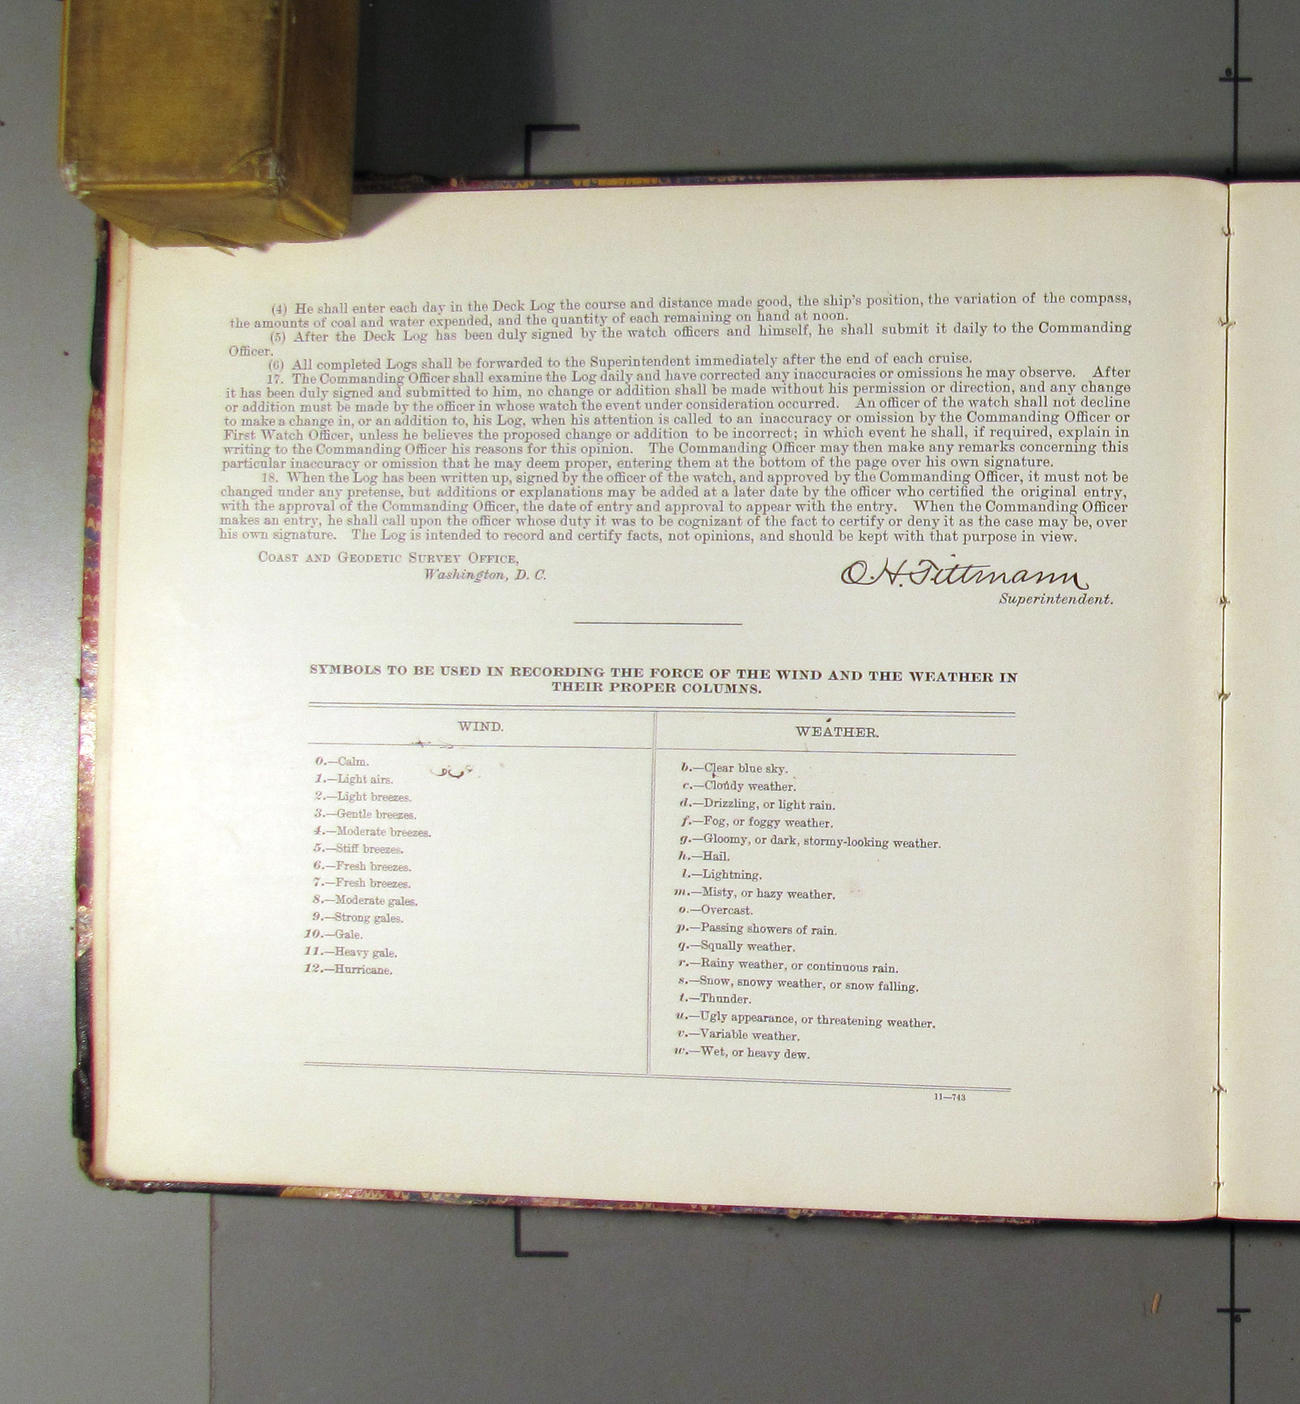 (4) He shall enter each day in the Deck Log the course and distance made good, the ship's position, the variation of the compass,
the amounts of coal and water expended, and the quantity of each remaining on hand at noon.
(5) After the Deck Log has been duly signed by the watch officers and himself, he shall submit it daily to the Commanding
Officer.
(6) All completed Logs shall be forwarded to the Superintendent immediately after the end of each cruise.
17. The Commanding Officer shall examine the Log daily and have corrected any inaccuracies or omissions he may observe. After
it has been duly signed and submitted to him, no change or addition shall be made without his permission or direction, and any change
or addition must be made by the officer in whose watch the event under consideration occurred. An officer of the watch shall not decline
to make a change in, or an addition to, his Log, when his attention is called to an inaccuracy or omission by the Commanding Officer or
First Watch Officer, unless he believes the proposed change or addition to be incorrect; in which event he shall, if required, explain in
writing to the Commanding Officer his reasons for this opinion. The Commanding Officer may then make any remarks concerning this
particular inaccuracy or omission that he may deem proper, entering them at the bottom of the page over his own signature.
18. When the Log has been written up, signed by the officer of the watch, and approved by the Commanding Officer, it must not be
changed under any pretense, but additions or explanations may be added at a later date by the officer who certified the original entry,
with the approval of the Commanding Officer, the date of entry and approval to appear with the entry. When the Commanding Officer
makes an entry, he shall call upon the officer whose duty it was to be cognizant of the fact to certify or deny it as the case may be, over
his own signature. The Log is intended to record and certify facts, not opinions, and should be kept with that purpose in view.
COAST AND GEODETIC SURVEY OFFICE,
Washington, D. C.
O. H. Tittmann
Superintendent.
SYMBOLS TO BE USED IN RECORDING THE FORCE OF THE WIND AND THE WEATHER IN
THEIR PROPER COLUMNS.
WIND.
0.—Calm.
1.—Light airs.
2.—Light breezes.
3.—Gentle breezes.
4.—Moderate breezes.
5.—Stiff breezes.
6.—Fresh breezes.
7.—Fresh breezes.
8.—Moderate gales.
9.—Strong gales.
10.—Gale.
11.—Heavy gale.
12.—Hurricane.
WEATHER.
b.—Clear blue sky.
c.—Cloudy weather.
d.—Drizzling, or light rain.
f.—Fog, or foggy weather.
g.—Gloomy, or dark, stormy-looking weather.
h.—Hail.
l.—Lightning.
m.—Misty, or hazy weather.
o.—Overcast.
p.—Passing showers of rain.
q.—Squally weather.
r.—Rainy weather, or continuous rain.
s.—Snow, snowy weather, or snow falling.
t.—Thunder.
u.—Ugly appearance, or threatening weather.
v.—Variable weather.
w.—Wet, or heavy dew.
11—743